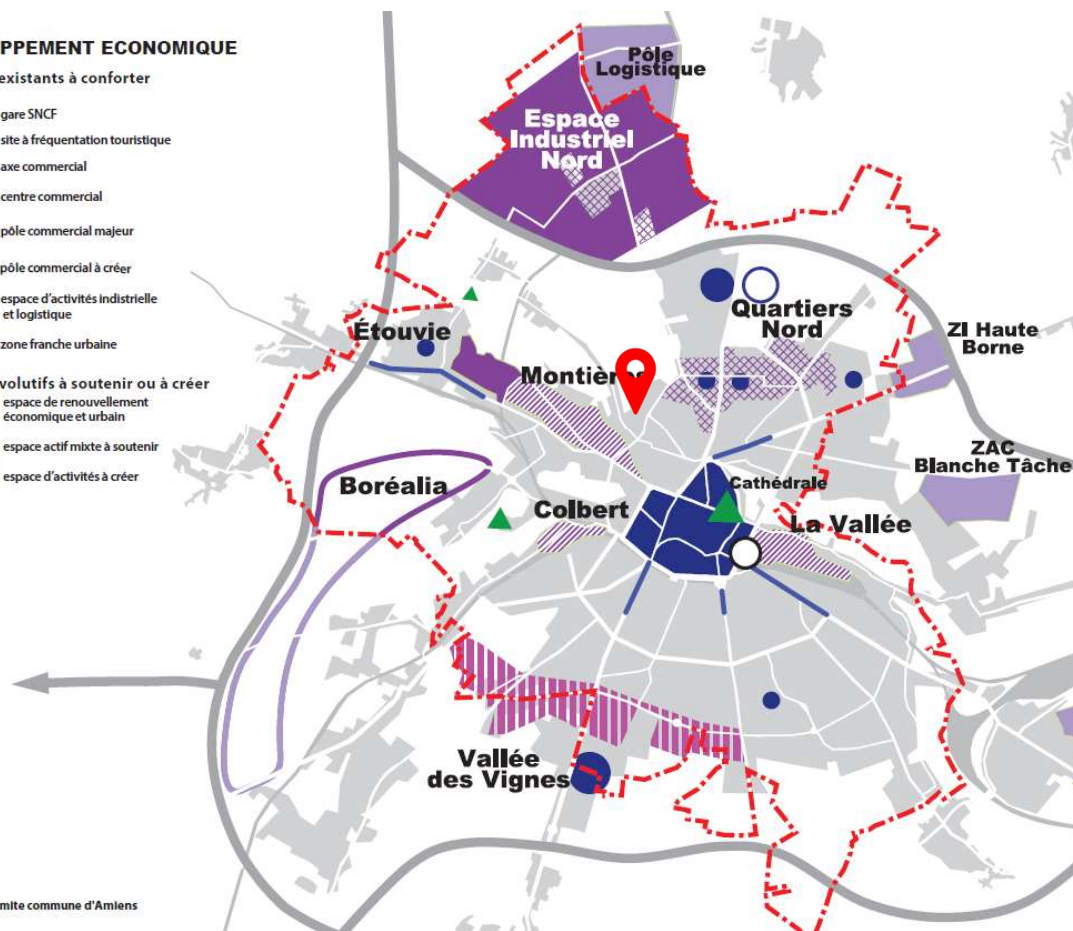 PPEMENT ECONOMIQUE
existants à conforter
gare SNCF
site à fréquentation touristique
axe commercial
centre commercial
pôle commercial majeur
pôle commercial à créer
espace d'activités indistrielle
et logistique
zone franche urbaine
volutifs à soutenir ou à créer
espace de renouvellement
économique et urbain
espace actif mixte à soutenir
espace d'activités à créer
mite commune d'Amiens
Pôle
Logistique
Espace
Industriel
Nord
Quartiers
Nord
Étouvie
ZI Haute
Borne
Montières
ZAC
Blanche Tâche
Boréalia
Cathédrale
Colbert
La Vallée
Vallée
des Vignes